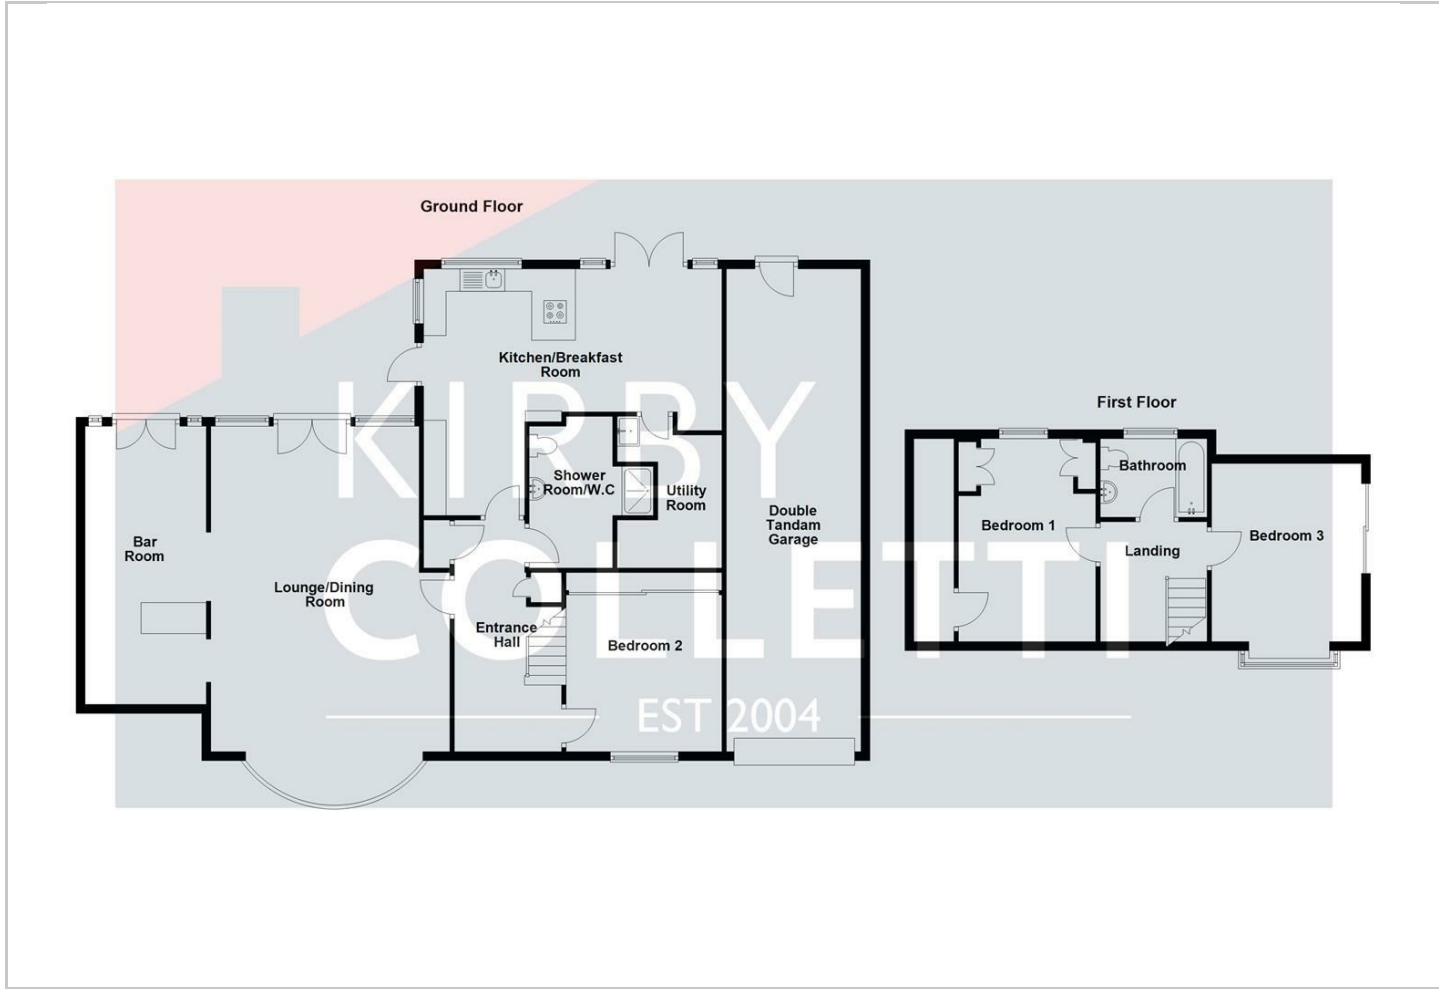 Ground Floor
Kitchen/Breakfast
Room
Shower
Room/W.C
Utility
Room
Double
Tandam
Garage
Bar
Room
Lounge/Dining
Room
Entrance
Hall
Bedroom 2
First Floor
Bathroom
Bedroom 1
Landing
Bedroom 3
KIRBY
COLLETTI
EST 2004